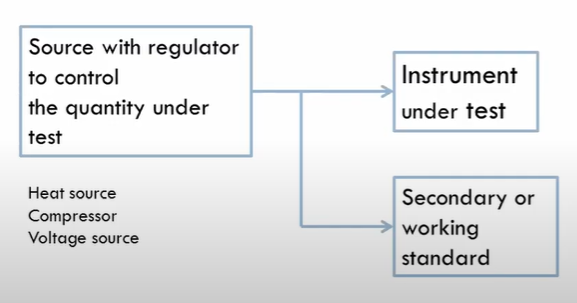 Source with regulator
to control
the quantity under
test
Instrument
under test
Heat source
Compressor
Voltage source
Secondary or
working
standard